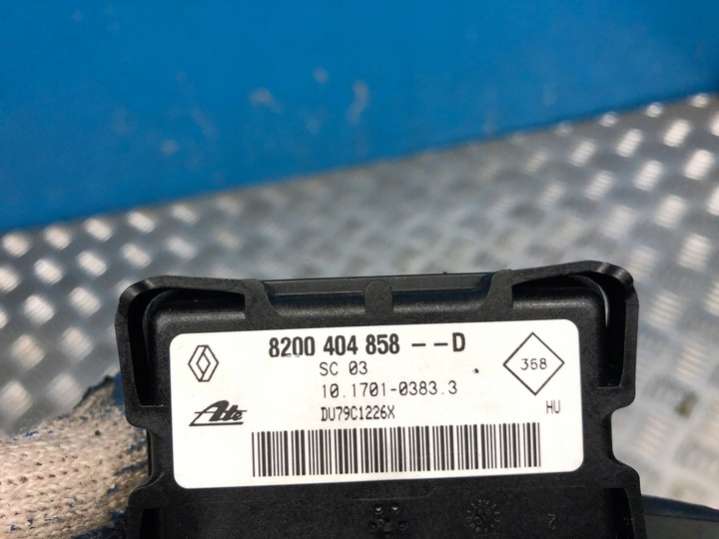 8200 404 858 --D
SC 03
10.1701-0383.3
DU79C1226X
Ate
368
HU